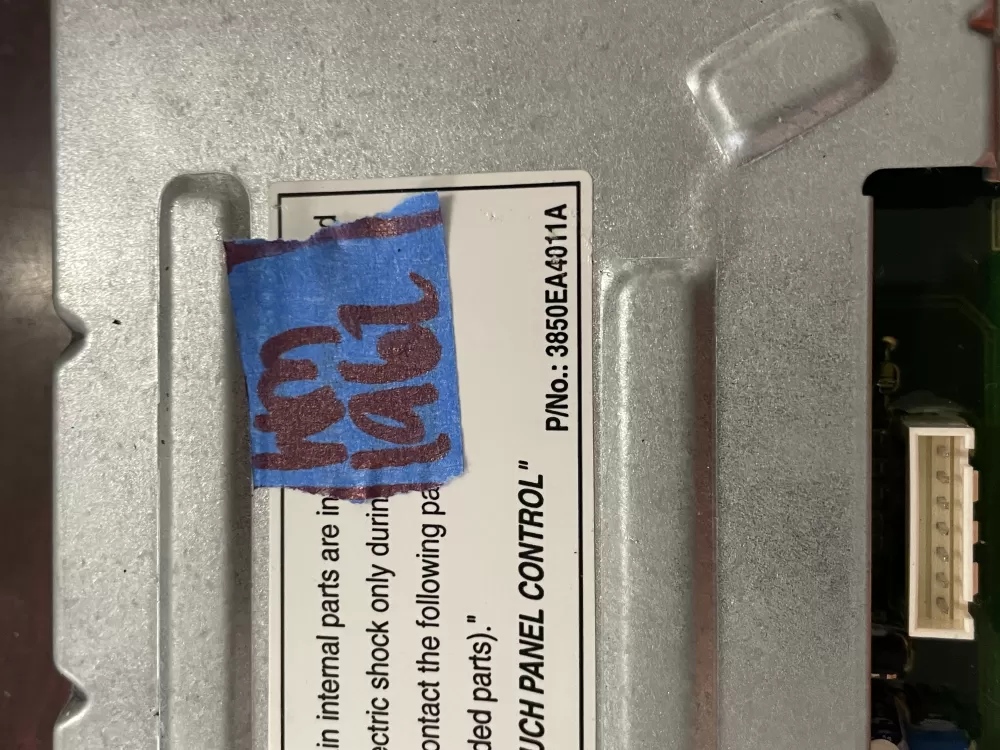 d
in internal parts are in
ectric shock only durin
ontact the following pa
ded parts)."
UCH PANEL CONTROL"
P/No.: 3850EA4011A